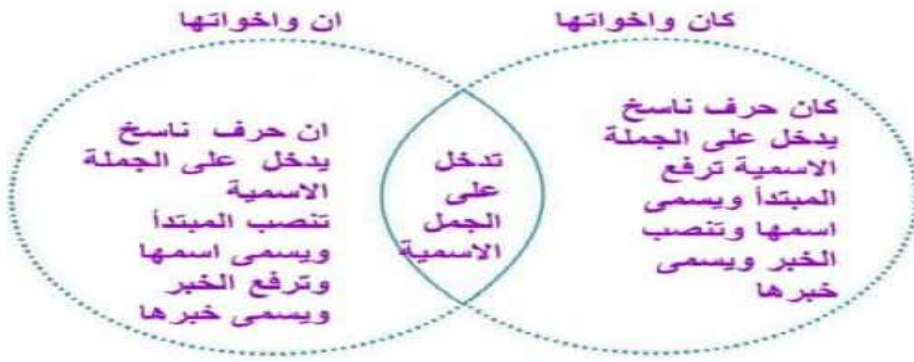 كان واخواتها
ان واخواتها
كان حرف ناسخ
يدخل على الجملة
الاسمية ترفع
المبتدأ ويسمى
اسمها وتنصب
الخبر ويسمى
خبرها
تدخل
على
الجمل
الاسمية
ان حرف ناسخ
يدخل على الجملة
الاسمية
تنصب المبتدأ
ويسمى اسمها
وترفع الخبر
ويسمى خبرها